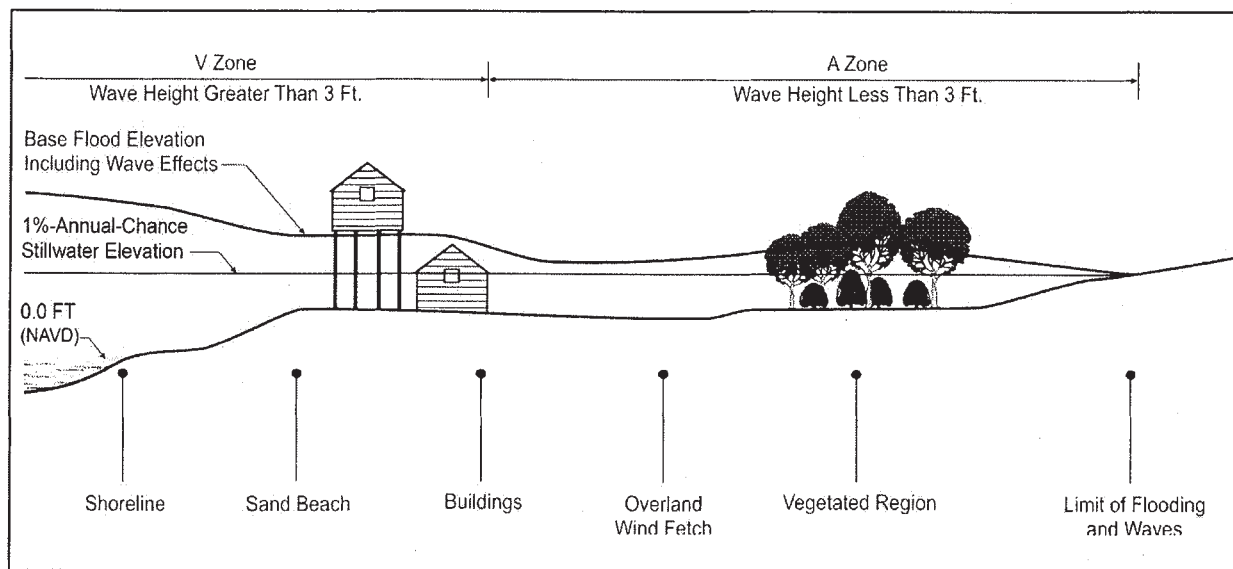 V Zone
Wave Height Greater Than 3 Ft.
A Zone
Wave Height Less Than 3 Ft.
Base Flood Elevation
Including Wave Effects
1%-Annual-Chance
Stillwater Elevation
0.0 FT
(NAVD)
Shoreline
Sand Beach
Buildings
Overland
Wind Fetch
Vegetated Region
Limit of Flooding
and Waves